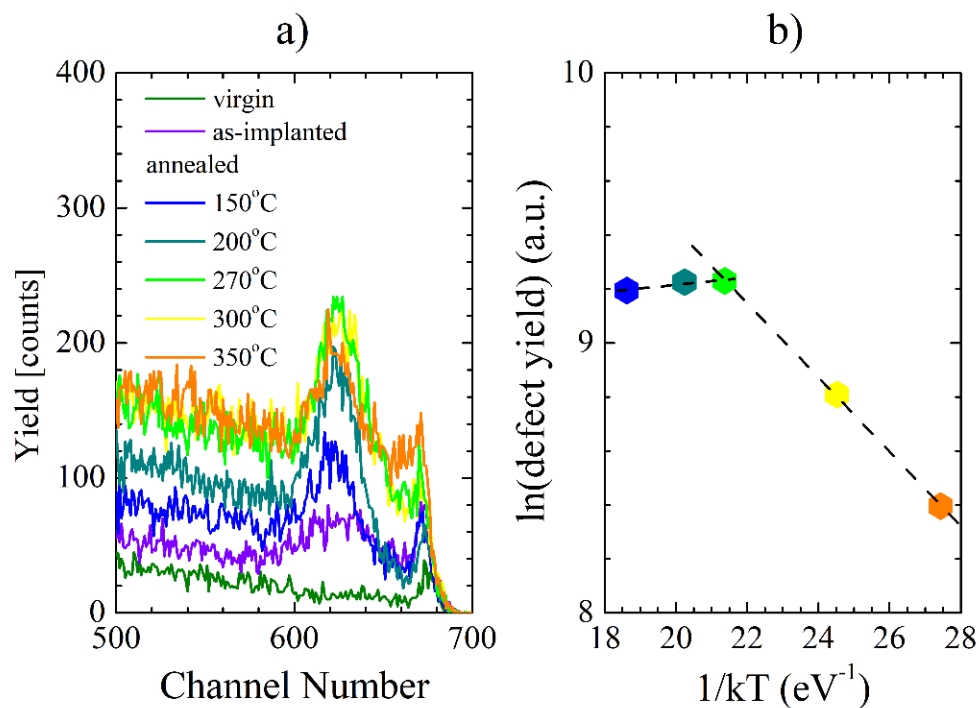 a)
Yield [counts]
400
300
200
100
0
virgin
as-implanted
annealed
150°C
200°C
270°C
300°C
350°C
500
600
700
Channel Number
b)
ln(defect yield) (a.u.)
10
9
8
18
20
22
24
26
28
1/kT (eV⁻¹)